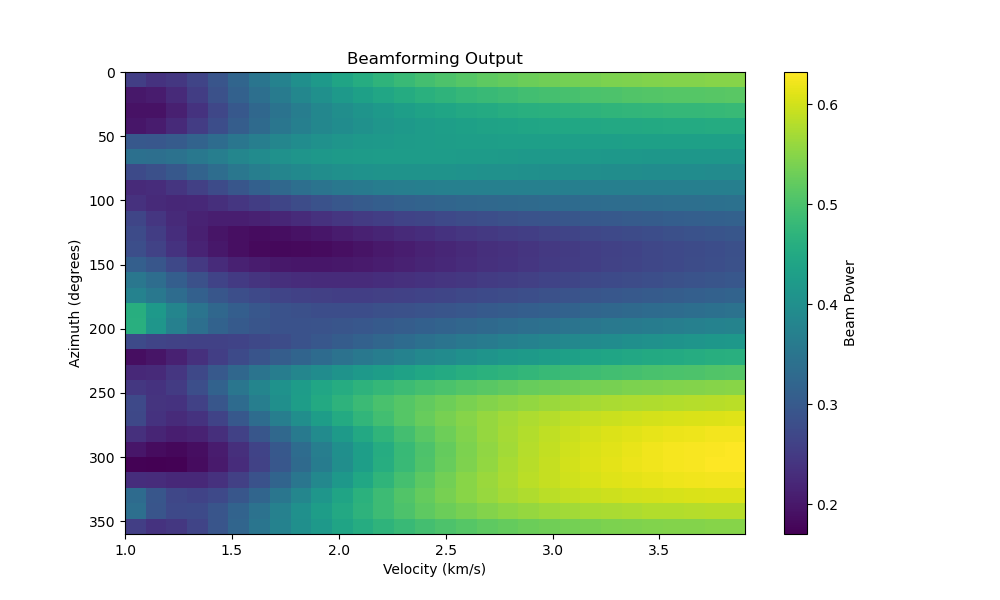 Beamforming Output
0
50
100
150
200
250
300
350
Azimuth (degrees)
1.0 1.5 2.0 2.5 3.0 3.5
Velocity (km/s)
0.6
0.5
0.4
0.3
0.2
Beam Power